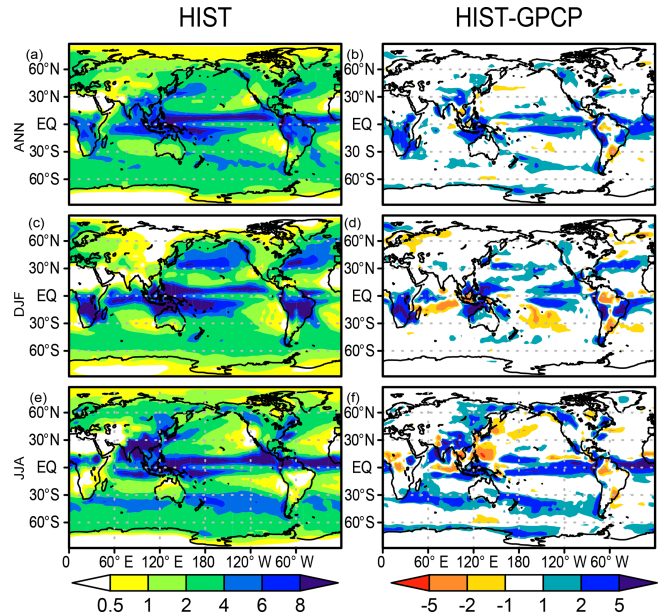 HIST HIST-GPCP
(a) (b)
60°N 60°N
30°N 30°N
EQ EQ
30°S 30°S
60°S 60°S
ANN
(c) (d)
60°N 60°N
30°N 30°N
EQ EQ
30°S 30°S
60°S 60°S
DJF
(e) (f)
60°N 60°N
30°N 30°N
EQ EQ
30°S 30°S
60°S 60°S
JJA
0 60° E 120° E 180 120° W 60° W 0 60° E 120° E 180 120 W 60 W
0.5 1 2 4 6 8 -5 -2 -1 1 2 5